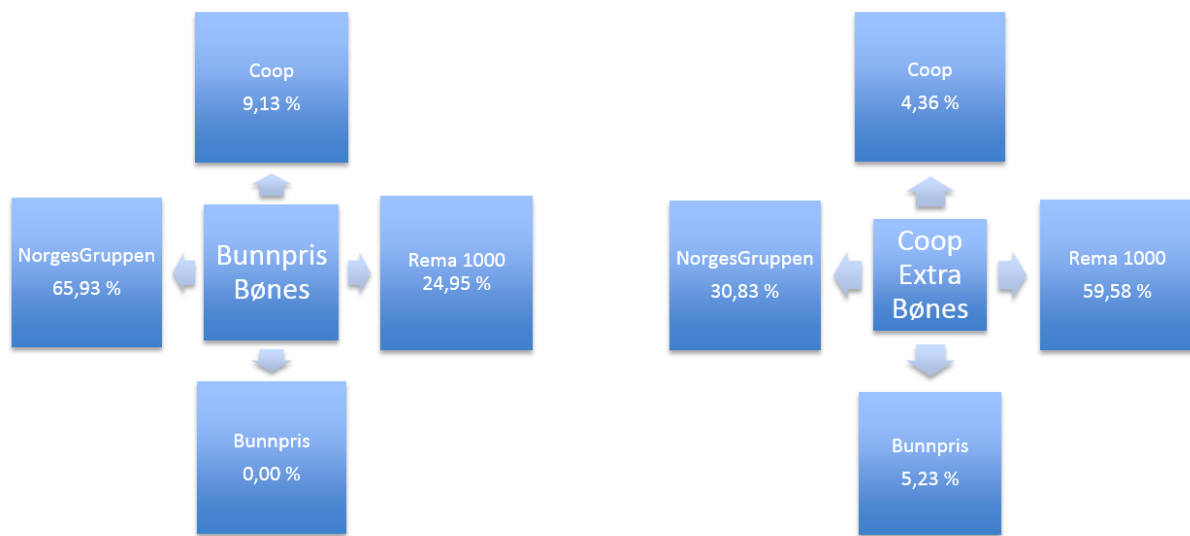 Coop
9,13 %
NorgesGruppen
65,93 %
Bunnpris
Bønes
Rema 1000
24,95 %
Bunnpris
0,00 %
Coop
4,36 %
NorgesGruppen
30,83 %
Coop
Extra
Bønes
Rema 1000
59,58 %
Bunnpris
5,23 %